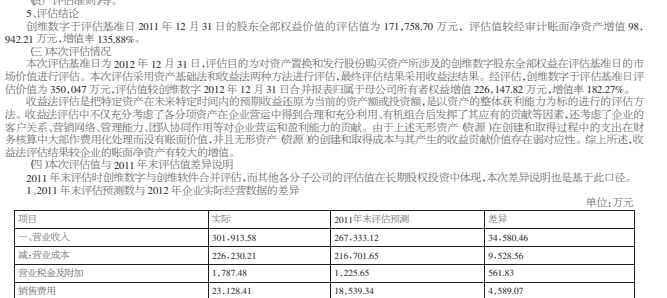 5、评估结论
创维数字于评估基准日 2011 年 12 月 31 日的股东全部权益价值的评估值为 171,758.70 万元，评估值较经审计账面净资产增值 98,
942.21 万元，增值率 135.88%。
(三)本次评估情况
本次评估基准日为 2012 年 12 月 31 日，评估目的为对资产置换和发行股份购买资产所涉及的创维数字股东全部权益在评估基准日的市
场价值进行评估。本次评估采用资产基础法和收益法两种方法进行评估，最终评估结果采用收益法结果。经评估，创维数字于评估基准日评
估价值为 350,047 万元，评估值较创维数字 2012 年 12 月 31 日合并报表归属于母公司所有者权益增值 226,147.82 万元，增值率 182.27%。
收益法评估是把特定资产在未来特定时间内的预期收益还原为当前的资产额或投资额，是以资产的整体获利能力为标的进行的评估方
法。收益法评估中不仅充分考虑了各分项资产在企业营运中得到合理和充分利用、有机组合后发挥了其应有的贡献等因素，还考虑了企业的
客户关系、营销网络、管理能力、团队协同作用等对企业营运和盈利能力的贡献。由于上述无形资产(资源)在创建和取得过程中的支出在财
务核算中大部作费用化处理而没有账面价值，并且无形资产(资源)的创建和取得成本与其产生的收益贡献价值存在弱对应性。综上所述，收
益法评估结果较企业的账面净资产有较大的增值。
(四)本次评估值与 2011 年末评估值差异说明
2011 年末评估时创维数字与创维软件合并评估，而其他各分子公司的评估值在长期股权投资中体现，本次差异说明也是基于此口径。
1、2011 年末评估预测数与 2012 年企业实际经营数据的差异
单位：万元
项目 实际 2011年末评估预测 差异
一、营业收入 301,913.58 267,333.12 34,580.46
减：营业成本 226,230.21 216,701.65 9,528.56
营业税金及附加 1,787.48 1,225.65 561.83
销售费用 23,128.41 18,539.34 4,589.07